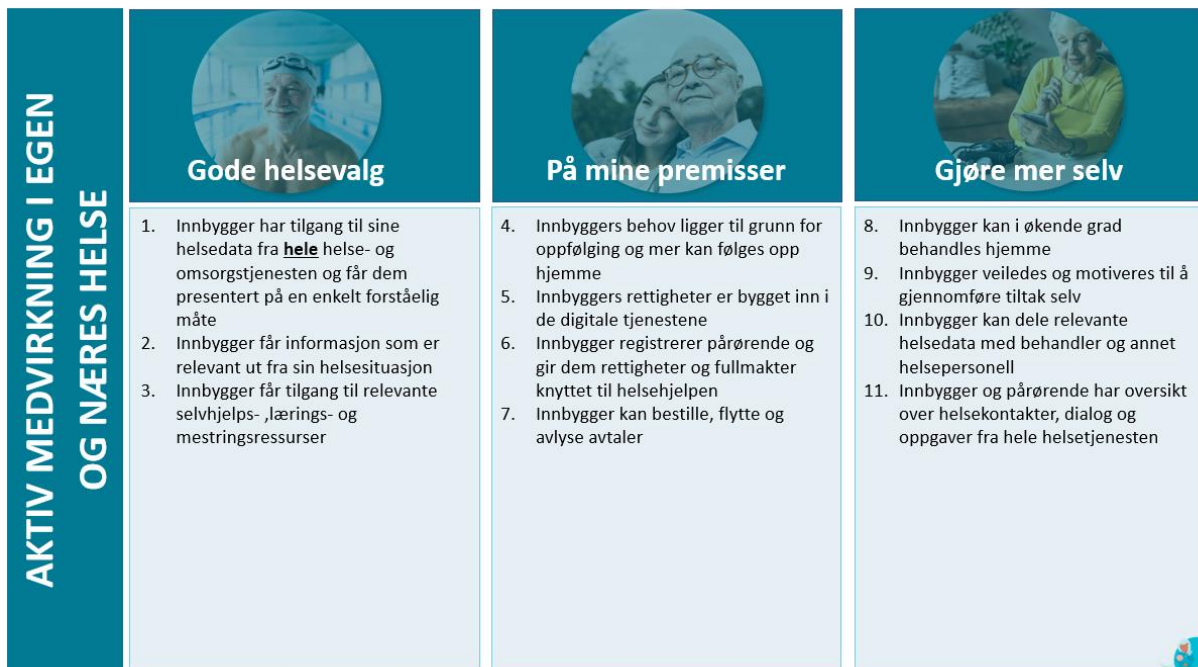 AKTIV MEDVIRKNING I EGEN
OG NÆRES HELSE
Gode helsevalg
1. Innbygger har tilgang til sine
helsedata fra hele helse- og
omsorgstjenesten og får dem
presentert på en enkelt forståelig
måte
2. Innbygger får informasjon som er
relevant ut fra sin helsesituasjon
3. Innbygger får tilgang til relevante
selvhjelps- ,lærings- og
mestringsressurser
På mine premisser
4. Innbyggers behov ligger til grunn for
oppfølging og mer kan følges opp
hjemme
5. Innbyggers rettigheter er bygget inn i
de digitale tjenestene
6. Innbygger registrerer pårørende og
gir dem rettigheter og fullmakter
knyttet til helsehjelpen
7. Innbygger kan bestille, flytte og
avlyse avtaler
Gjøre mer selv
8. Innbygger kan i økende grad
behandles hjemme
9. Innbygger veiledes og motiveres til å
gjennomføre tiltak selv
10. Innbygger kan dele relevante
helsedata med behandler og annet
helsepersonell
11. Innbygger og pårørende har oversikt
over helsekontakter, dialog og
oppgaver fra hele helsetjenesten